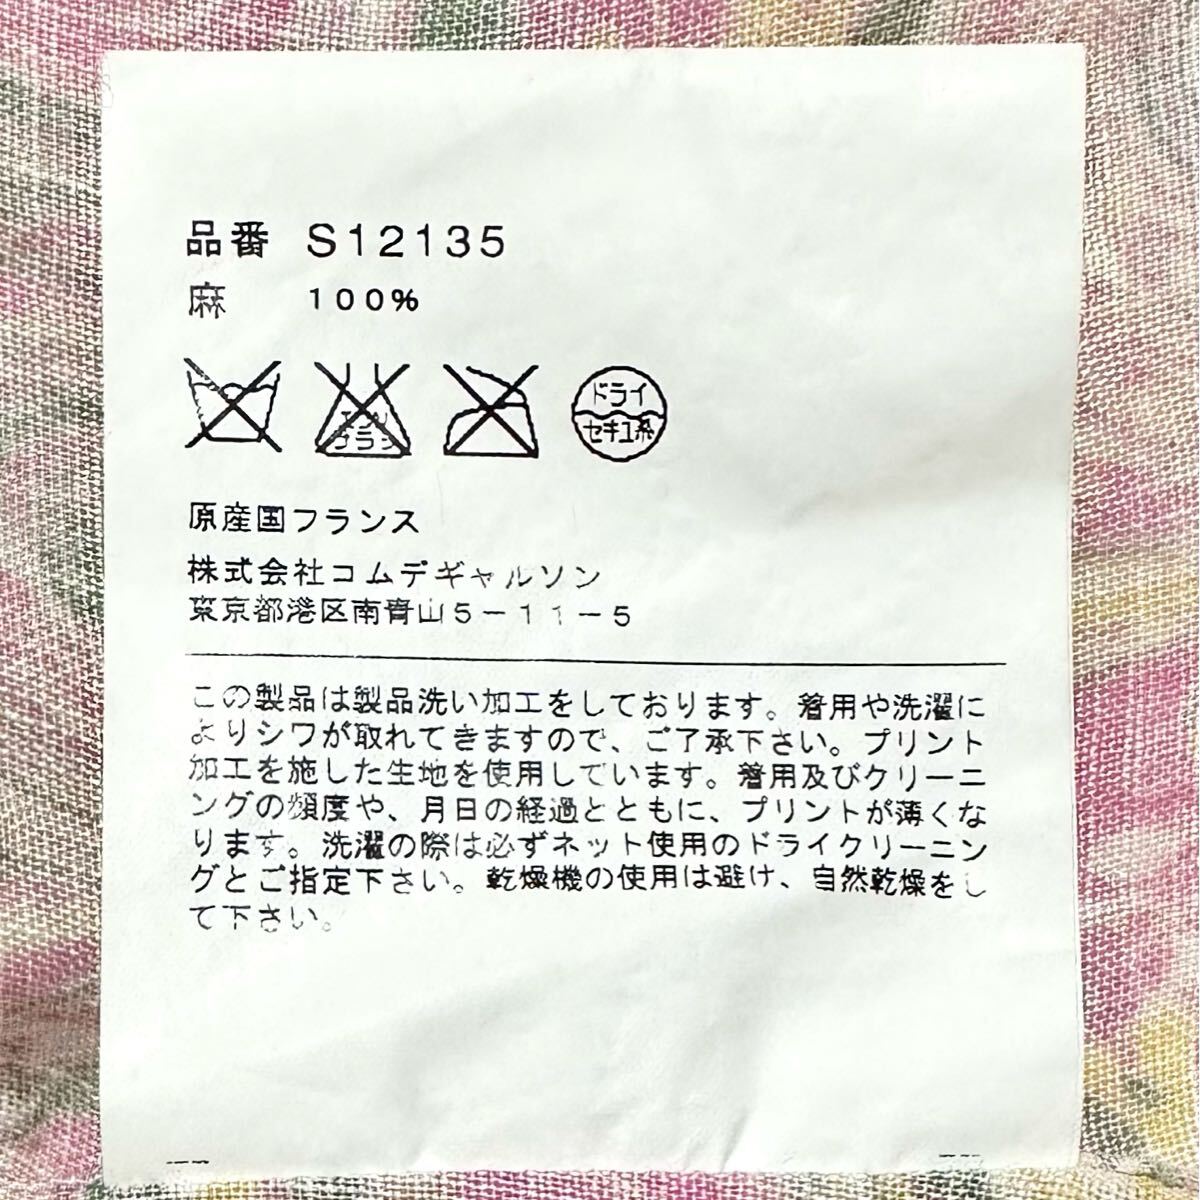 品番 S12135
麻 100%
エンソ
サラシ
ドライ
セキユ系
原産国フランス
株式会社コムデギャルソン
東京都港区南青山5-11-5
この製品は製品洗い加工をしております。着用や洗濯に
よりシワが取れてきますので、ご了承下さい。プリント
加工を施した生地を使用しています。着用及びクリーニ
ングの頻度や、月日の経過とともに、プリントが薄くな
ります。洗濯の際は必ずネット使用のドライクリーニン
グとご指定下さい。乾燥機の使用は避け、自然乾燥をし
て下さい。